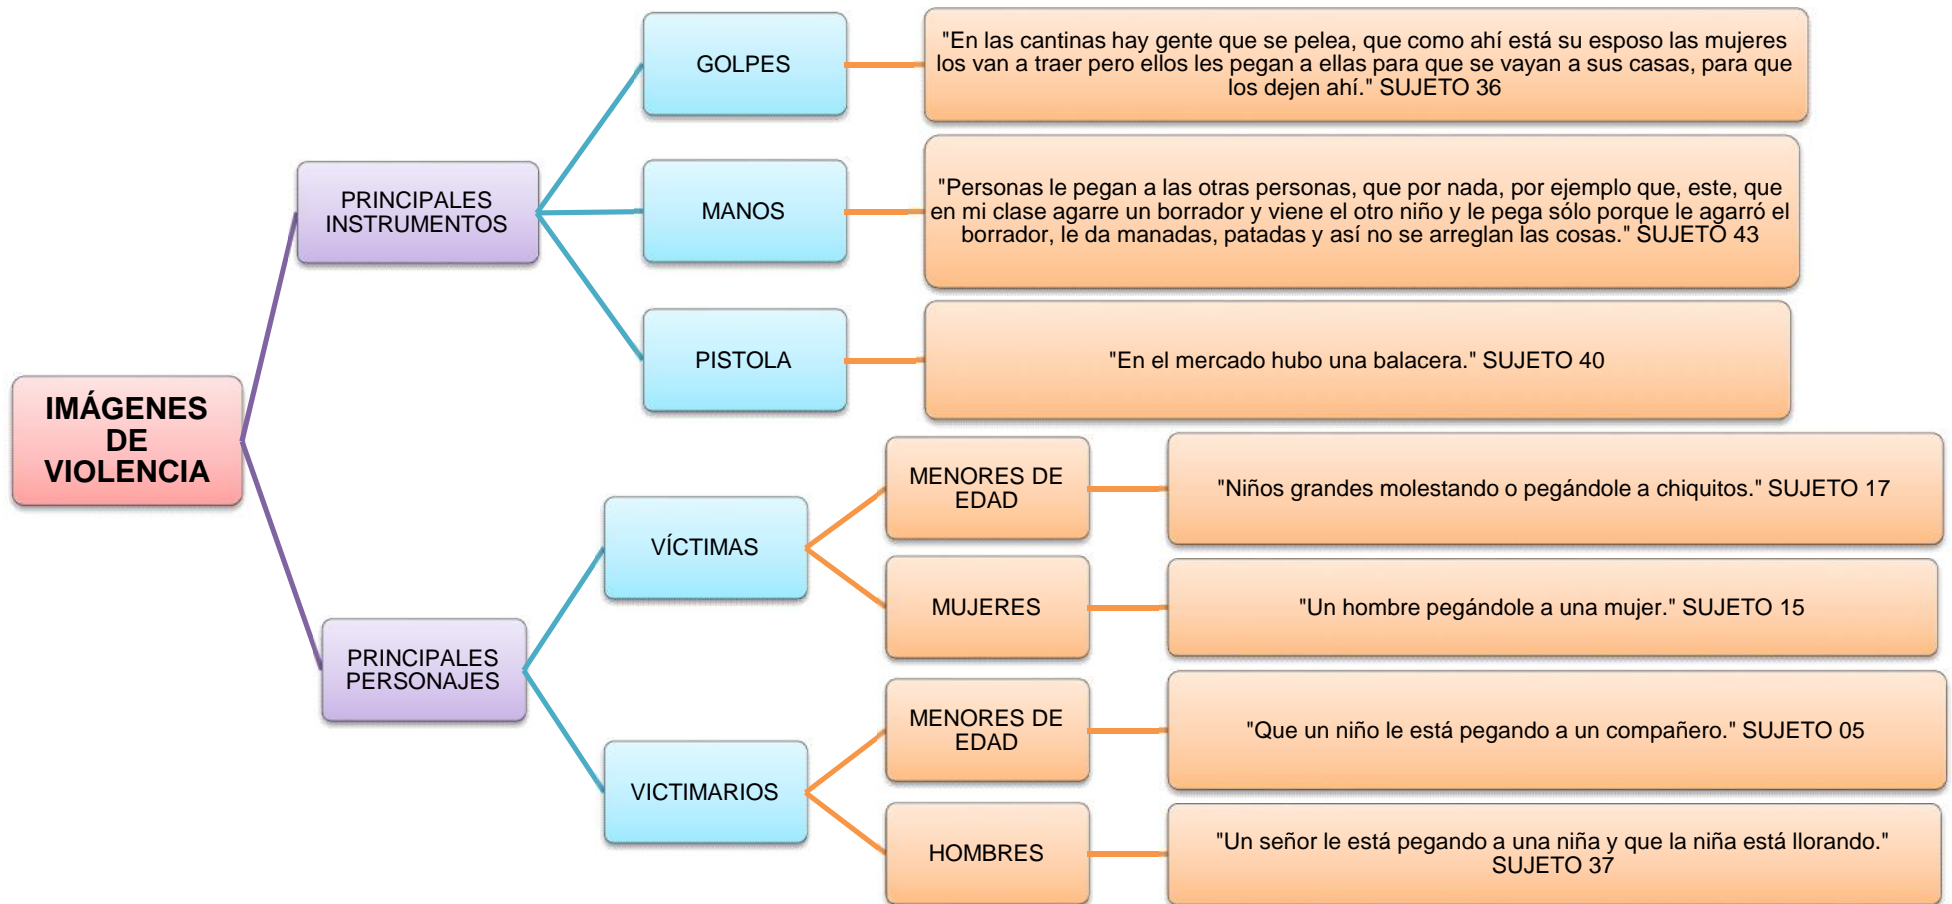 IMÁGENES
DE
VIOLENCIA
PRINCIPALES
INSTRUMENTOS
GOLPES
"En las cantinas hay gente que se pelea, que como ahí está su esposo las mujeres
los van a traer pero ellos les pegan a ellas para que se vayan a sus casas, para que
los dejen ahí." SUJETO 36
MANOS
"Personas le pegan a las otras personas, que por nada, por ejemplo que, este, que
en mi clase agarre un borrador y viene el otro niño y le pega sólo porque le agarró el
borrador, le da manadas, patadas y así no se arreglan las cosas." SUJETO 43
PISTOLA
"En el mercado hubo una balacera." SUJETO 40
PRINCIPALES
PERSONAJES
VÍCTIMAS
MENORES DE
EDAD
"Niños grandes molestando o pegándole a chiquitos." SUJETO 17
MUJERES
"Un hombre pegándole a una mujer." SUJETO 15
VICTIMARIOS
MENORES DE
EDAD
"Que un niño le está pegando a un compañero." SUJETO 05
HOMBRES
"Un señor le está pegando a una niña y que la niña está llorando."
SUJETO 37